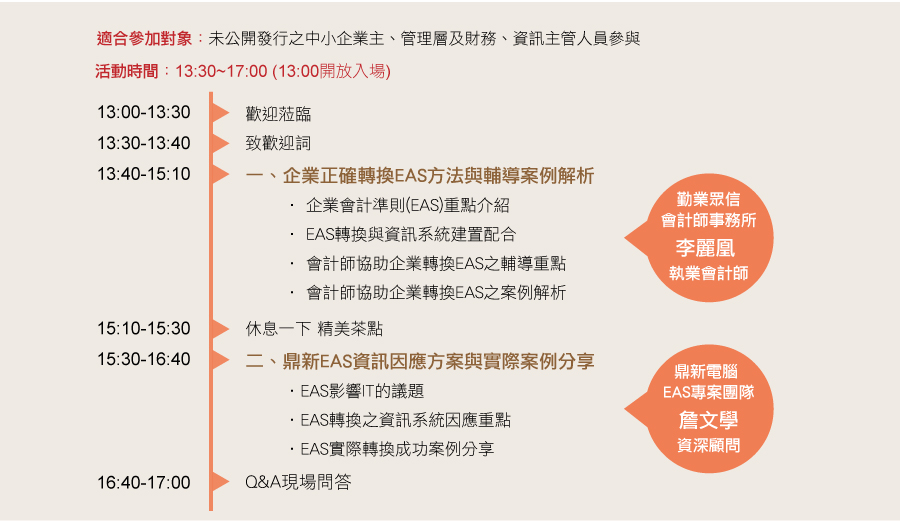 適合參加對象：未公開發行之中小企業主、管理層及財務、資訊主管人員參與
活動時間：13:30~17:00 (13:00開放入場)
13:00-13:30 歡迎蒞臨
13:30-13:40 致歡迎詞
13:40-15:10 一、企業正確轉換EAS方法與輔導案例解析
· 企業會計準則(EAS)重點介紹
· EAS轉換與資訊系統建置配合
· 會計師協助企業轉換EAS之輔導重點
· 會計師協助企業轉換EAS之案例解析
勤業眾信
會計師事務所
李麗凰
執業會計師
15:10-15:30 休息一下 精美茶點
15:30-16:40 二、鼎新EAS資訊因應方案與實際案例分享
· EAS影響IT的議題
· EAS轉換之資訊系統因應重點
· EAS實際轉換成功案例分享
鼎新電腦
EAS專案團隊
詹文學
資深顧問
16:40-17:00 Q&A現場問答